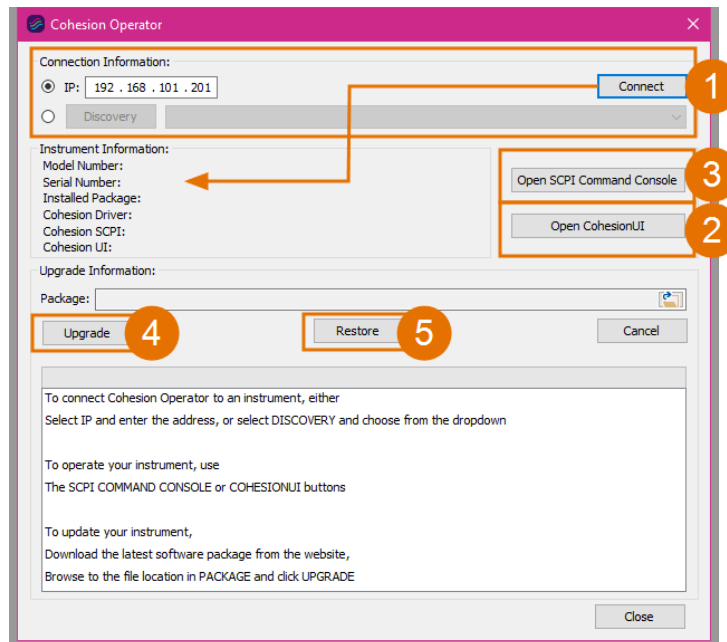 Cohesion Operator
Connection Information:
IP: 192 . 168 . 101 . 201
Connect
1
Discovery
Instrument Information:
Model Number:
Serial Number:
Installed Package:
Cohesion Driver:
Cohesion SCPI:
Cohesion UI:
Open SCPI Command Console
3
Open CohesionUI
2
Upgrade Information:
Package:
Upgrade
4
Restore
5
Cancel
To connect Cohesion Operator to an instrument, either
Select IP and enter the address, or select DISCOVERY and choose from the dropdown
To operate your instrument, use
The SCPI COMMAND CONSOLE or COHESIONUI buttons
To update your instrument,
Download the latest software package from the website,
Browse to the file location in PACKAGE and click UPGRADE
Close